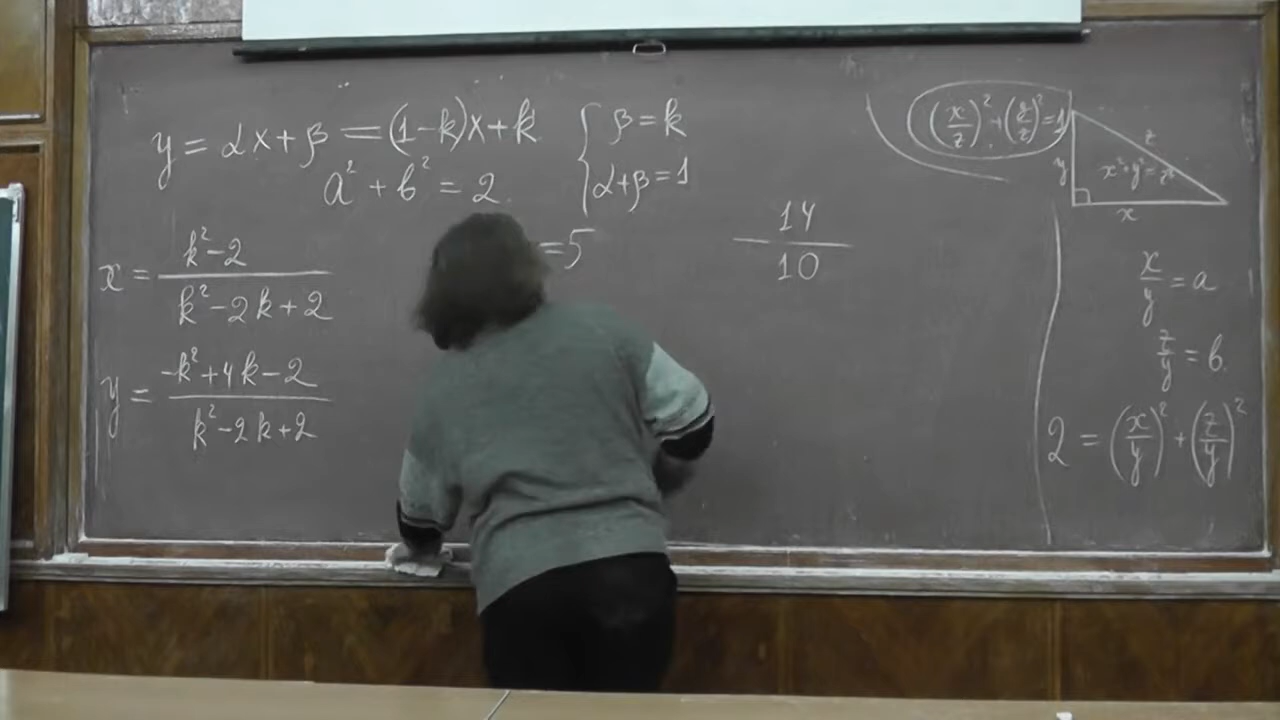 y = αx + β = (1-k)x + k
a² + b² = 2
{ β = k
α + β = 1
x = (k² - 2) / (k² - 2k + 2)
y = (-k² + 4k - 2) / (k² - 2k + 2)
= 5
14
10
(x/z)² + (y/z)² = 1
y
z
x² + y² = z²
x
x/y = a
z/y = b
2 = (x/y)² + (z/y)²